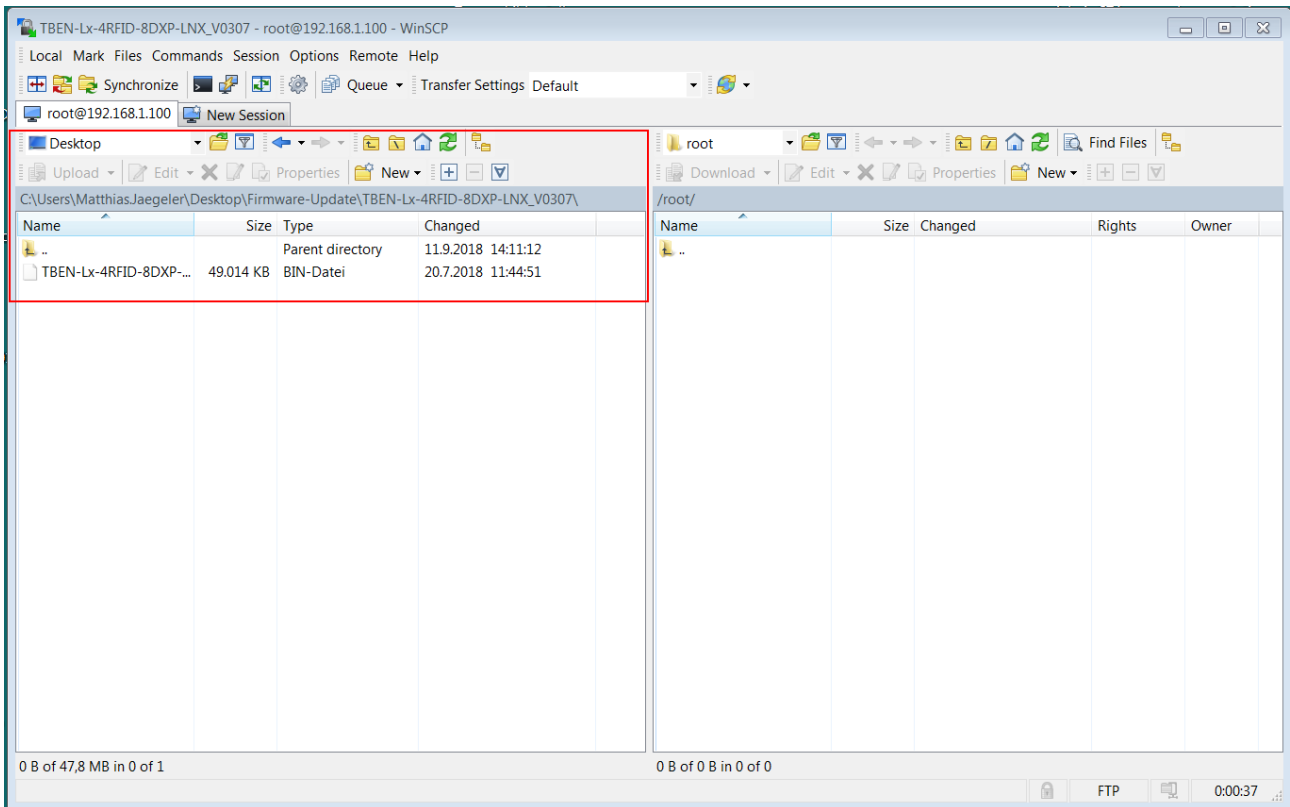 TBEN-Lx-4RFID-8DXP-LNX_V0307 - root@192.168.1.100 - WinSCP
Local Mark Files Commands Session Options Remote Help
Synchronize Queue Transfer Settings Default
root@192.168.1.100 New Session
Desktop
Upload Edit Properties New
C:\Users\Matthias.Jaegeler\Desktop\Firmware-Update\TBEN-Lx-4RFID-8DXP-LNX_V0307\
Name Size Type Changed
.. Parent directory 11.9.2018 14:11:12
TBEN-Lx-4RFID-8DXP-... 49.014 KB BIN-Datei 20.7.2018 11:44:51
0 B of 47,8 MB in 0 of 1
root Find Files
Download Edit Properties New
/root/
Name Size Changed Rights Owner
..
0 B of 0 B in 0 of 0
FTP 0:00:37